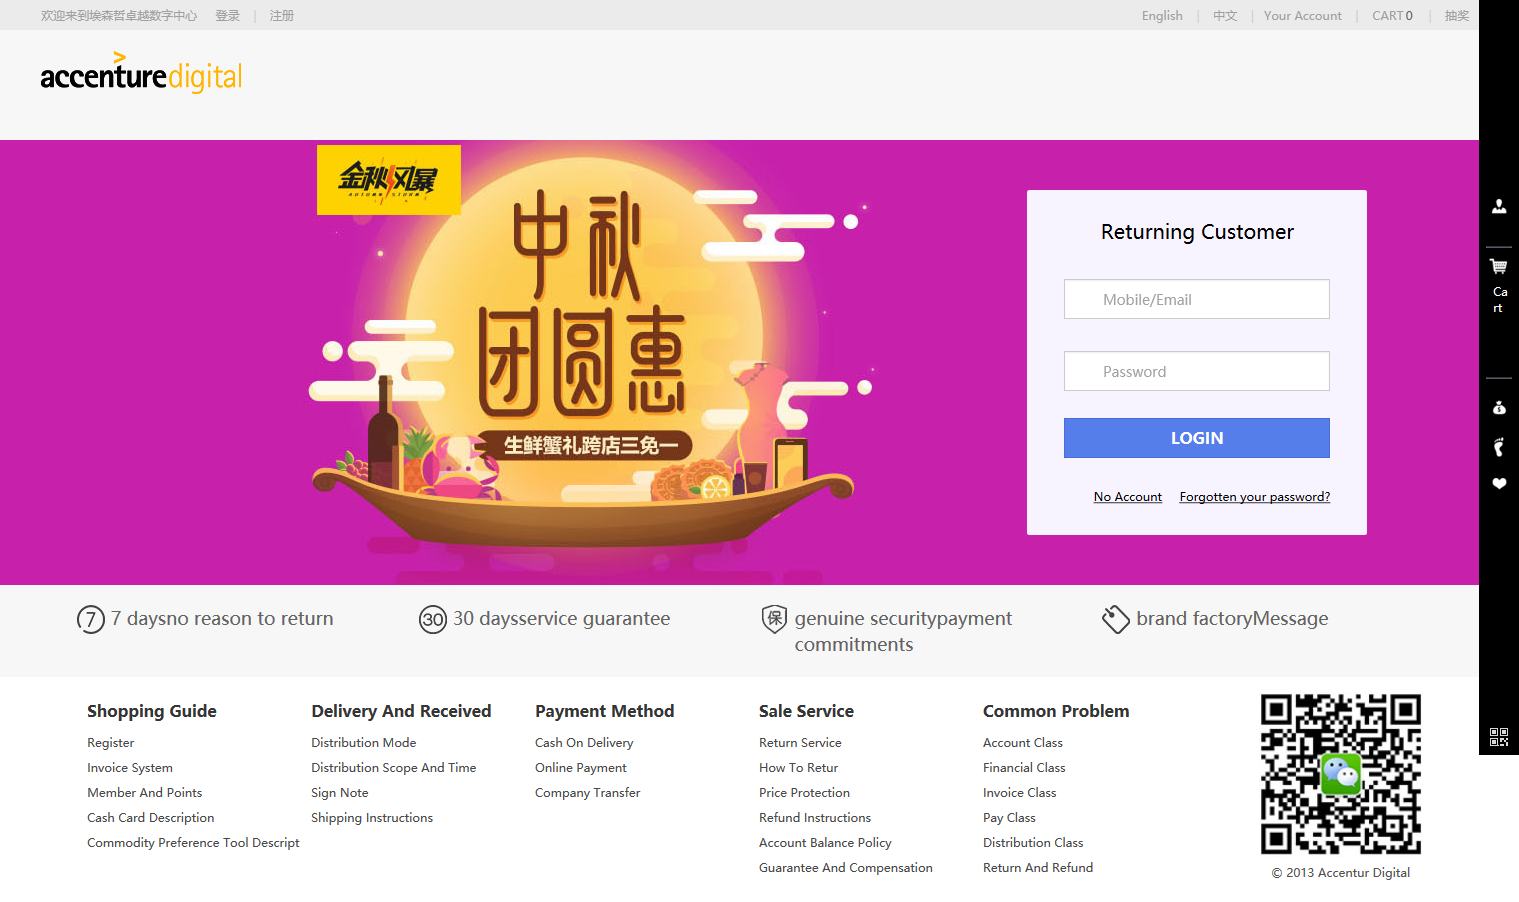 欢迎来到埃森哲卓越数字中心 登录 | 注册
English | 中文 | Your Account | CART 0 | 抽奖
accenturedigital
金秋风暴
AUTUMN STORM
中秋
团圆惠
生鲜蟹礼跨店三免一
Returning Customer
Mobile/Email
Password
LOGIN
No Account Forgotten your password?
Ca
rt
7 7 daysno reason to return
30 30 daysservice guarantee
保 genuine securitypayment
commitments
brand factoryMessage
Shopping Guide
Register
Invoice System
Member And Points
Cash Card Description
Commodity Preference Tool Descript
Delivery And Received
Distribution Mode
Distribution Scope And Time
Sign Note
Shipping Instructions
Payment Method
Cash On Delivery
Online Payment
Company Transfer
Sale Service
Return Service
How To Retur
Price Protection
Refund Instructions
Account Balance Policy
Guarantee And Compensation
Common Problem
Account Class
Financial Class
Invoice Class
Pay Class
Distribution Class
Return And Refund
© 2013 Accentur Digital